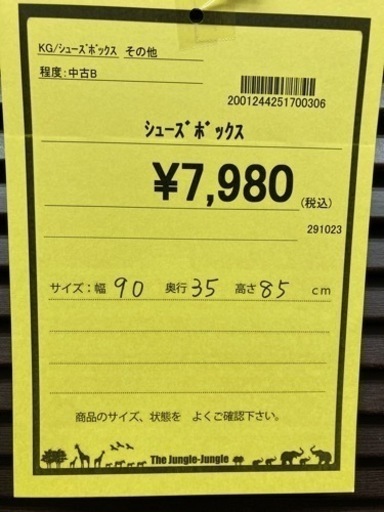 KG/シューズボックス その他
程度:中古B
2001244251700306
シューズボックス
¥7,980
(税込)
291023
サイズ:幅 90 奥行 35 高さ 85 cm
商品のサイズ、状態を よくご確認下さい。
The Jungle-Jungle